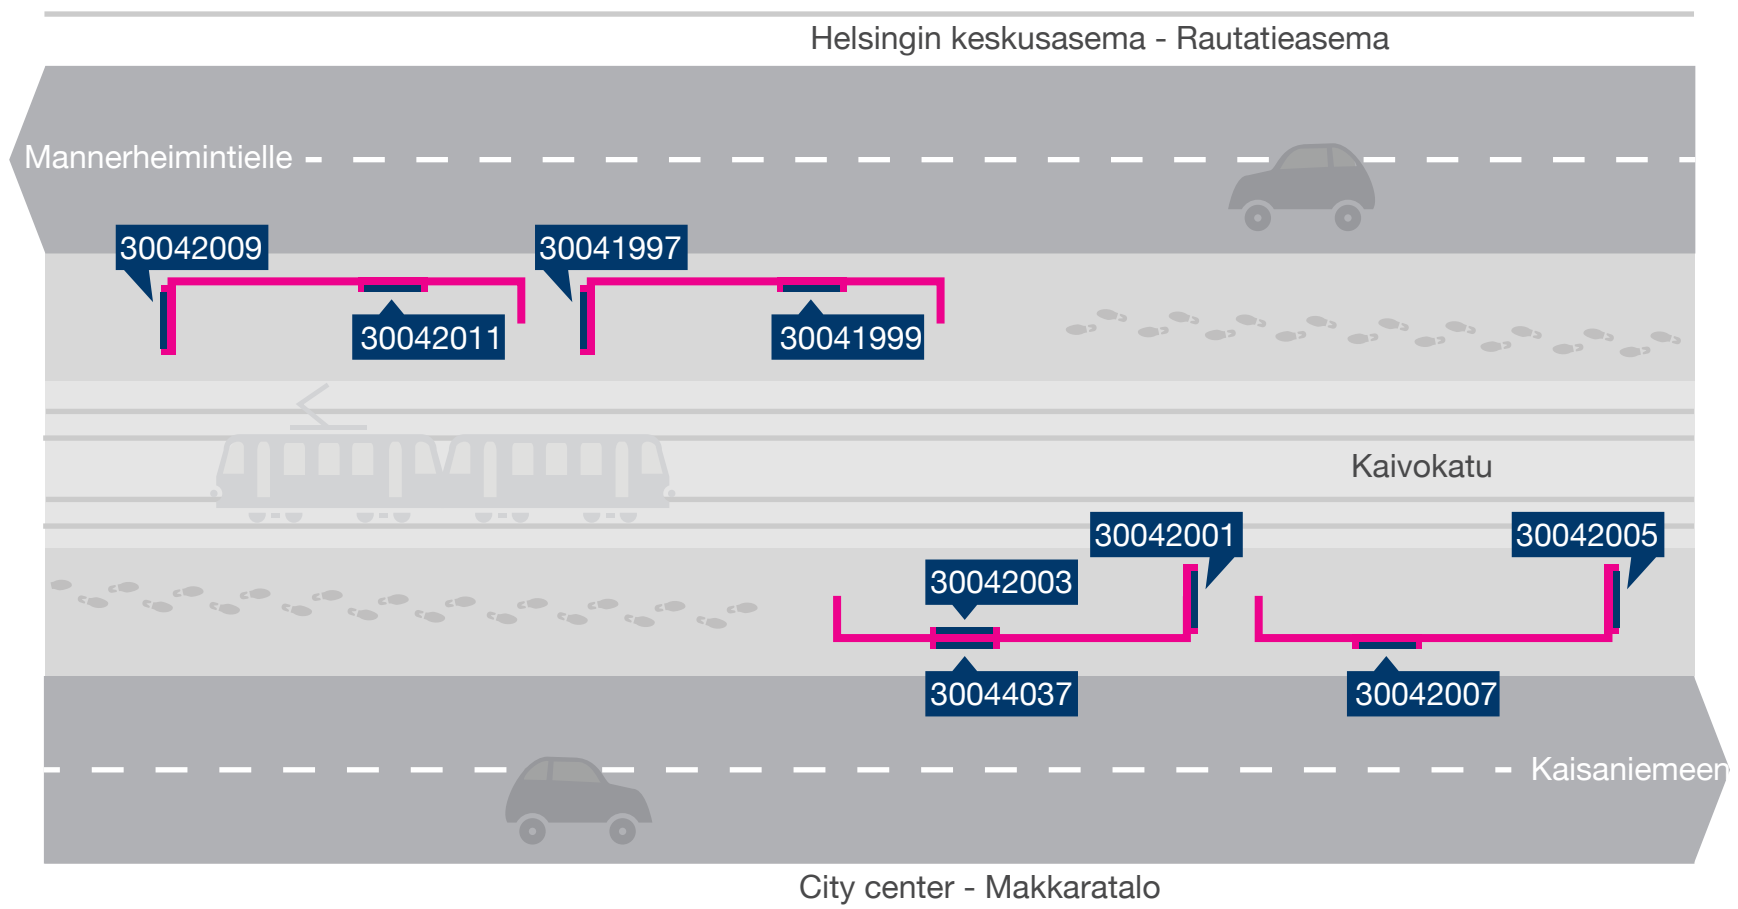 Helsingin keskusasema - Rautatieasema
Mannerheimintielle
30042009
30041997
30042011
30041999
Kaivokatu
30042001
30042005
30042003
30044037
30042007
Kaisaniemeen
City center - Makkaratalo